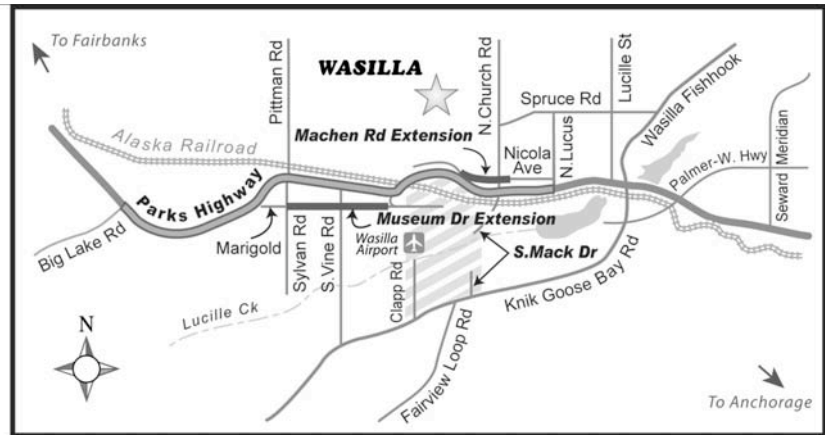 To Fairbanks
Pittman Rd
WASILLA
N.Church Rd
Lucille St
Wasilla Fishhook
Spruce Rd
Alaska Railroad
Machen Rd Extension
Nicola
Ave
N.Lucus
Palmer-W. Hwy
Seward Meridian
Parks Highway
Museum Dr Extension
Big Lake Rd
Marigold
Sylvan Rd
S.Vine Rd
Wasilla
Airport
S.Mack Dr
Clapp Rd
Knik Goose Bay Rd
Lucille Ck
Fairview Loop Rd
N
To Anchorage